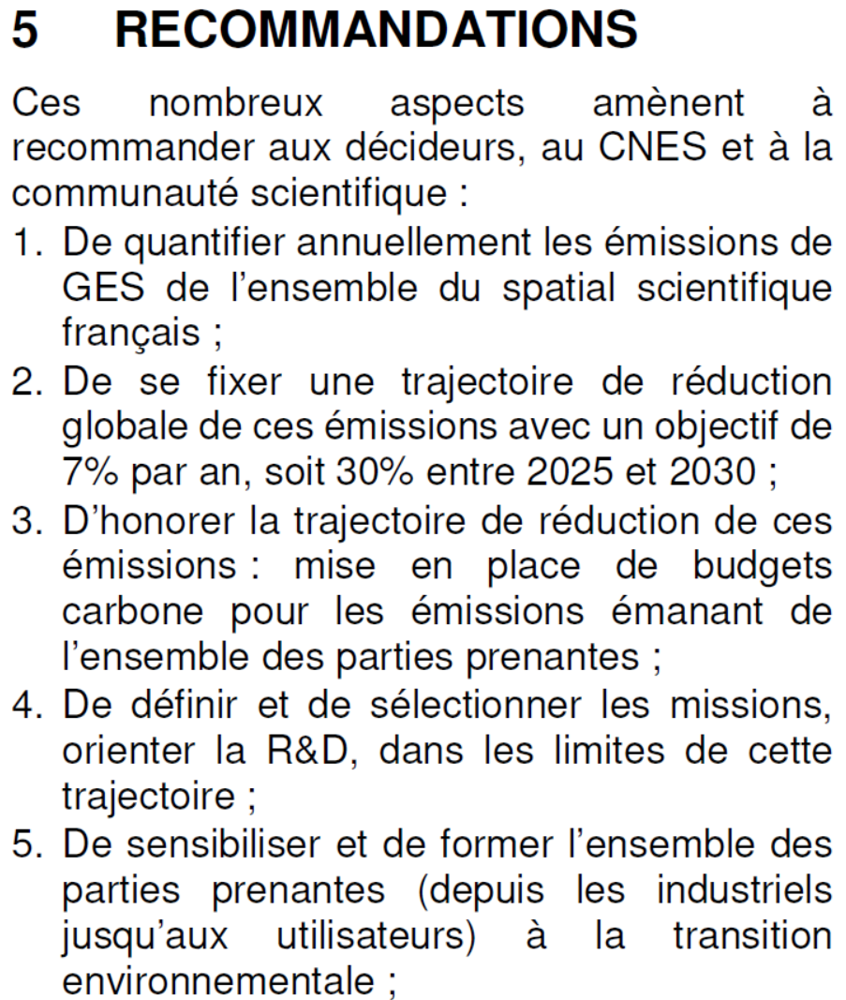 5 RECOMMANDATIONS
Ces nombreux aspects amènent à
recommander aux décideurs, au CNES et à la
communauté scientifique :
1. De quantifier annuellement les émissions de
GES de l'ensemble du spatial scientifique
français ;
2. De se fixer une trajectoire de réduction
globale de ces émissions avec un objectif de
7% par an, soit 30% entre 2025 et 2030 ;
3. D'honorer la trajectoire de réduction de ces
émissions : mise en place de budgets
carbone pour les émissions émanant de
l'ensemble des parties prenantes ;
4. De définir et de sélectionner les missions,
orienter la R&D, dans les limites de cette
trajectoire ;
5. De sensibiliser et de former l'ensemble des
parties prenantes (depuis les industriels
jusqu'aux utilisateurs) à la transition
environnementale ;